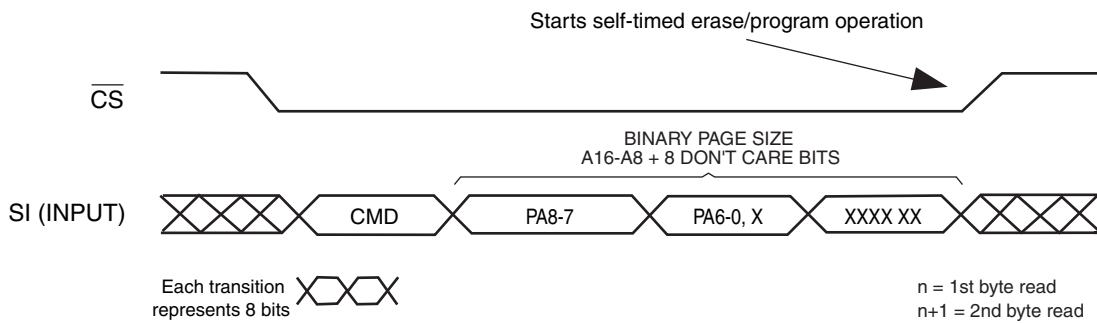 Starts self-timed erase/program operation
CS
BINARY PAGE SIZE
A16-A8 + 8 DON'T CARE BITS
SI (INPUT)
CMD
PA8-7
PA6-0, X
XXXX XX
Each transition
represents 8 bits
n = 1st byte read
n+1 = 2nd byte read